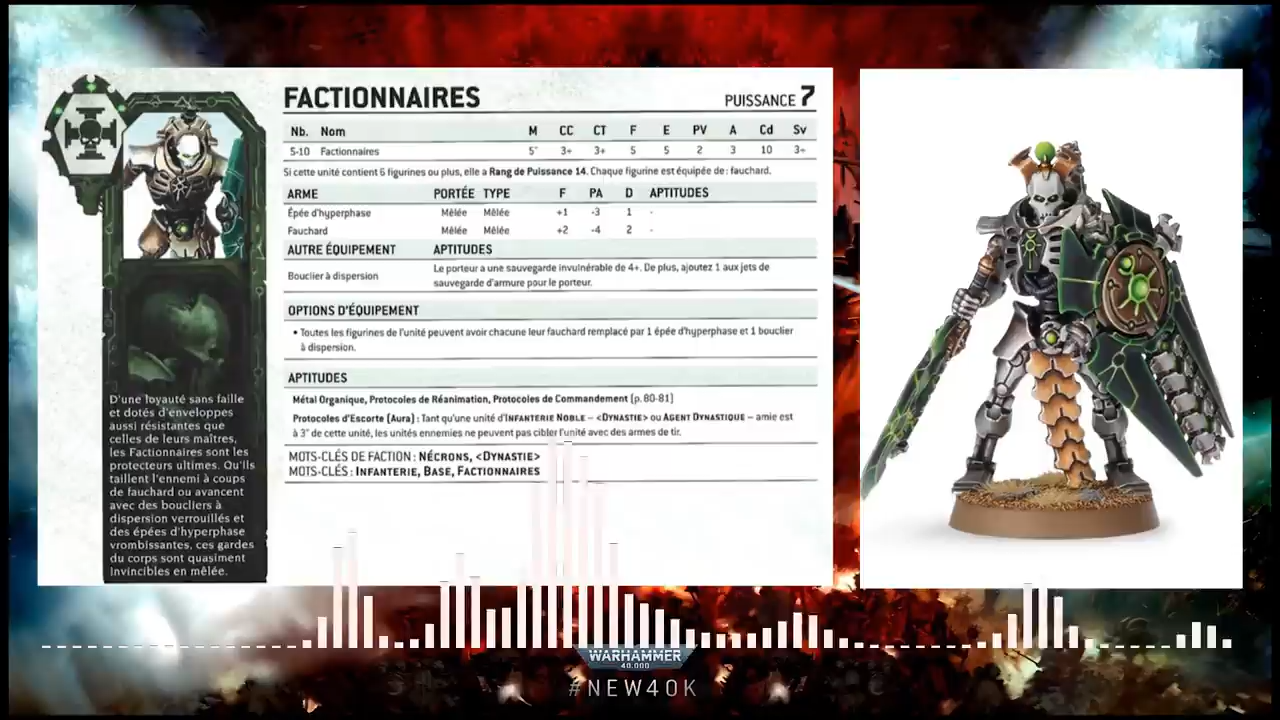 FACTIONNAIRES
PUISSANCE 7
Nb. Nom M CC CT F E PV A Cd Sv
5-10 Factionnaires 5" 3+ 3+ 5 5 2 3 10 3+
Si cette unité contient 6 figurines ou plus, elle a Rang de Puissance 14. Chaque figurine est équipée de : fauchard.
ARME PORTÉE TYPE F PA D APTITUDES
Épée d'hyperphase Mêlée Mêlée +1 -3 1 -
Fauchard Mêlée Mêlée +2 -4 2 -
AUTRE ÉQUIPEMENT APTITUDES
Bouclier à dispersion Le porteur a une sauvegarde invulnérable de 4+. De plus, ajoutez 1 aux jets de
sauvegarde d'armure pour le porteur.
OPTIONS D'ÉQUIPEMENT
• Toutes les figurines de l'unité peuvent avoir chacune leur fauchard remplacé par 1 épée d'hyperphase et 1 bouclier
à dispersion.
APTITUDES
Métal Organique, Protocoles de Réanimation, Protocoles de Commandement (p. 80-81)
Protocoles d'Escorte (Aura) : Tant qu'une unité d'INFANTERIE NOBLE – <DYNASTIE> ou AGENT DYNASTIQUE – amie est
à 3" de cette unité, les unités ennemies ne peuvent pas cibler l'unité avec des armes de tir.
MOTS-CLÉS DE FACTION : NÉCRONS, <DYNASTIE>
MOTS-CLÉS : INFANTERIE, BASE, FACTIONNAIRES
D'une loyauté sans faille
et dotés d'enveloppes
aussi résistantes que
celles de leurs maîtres,
les Factionnaires sont les
protecteurs ultimes. Qu'ils
taillent l'ennemi à coups
de fauchard ou avancent
avec des boucliers à
dispersion verrouillés et
des épées d'hyperphase
vrombissantes, ces gardes
du corps sont quasiment
invincibles en mêlée.
WARHAMMER
40,000
#NEW40K